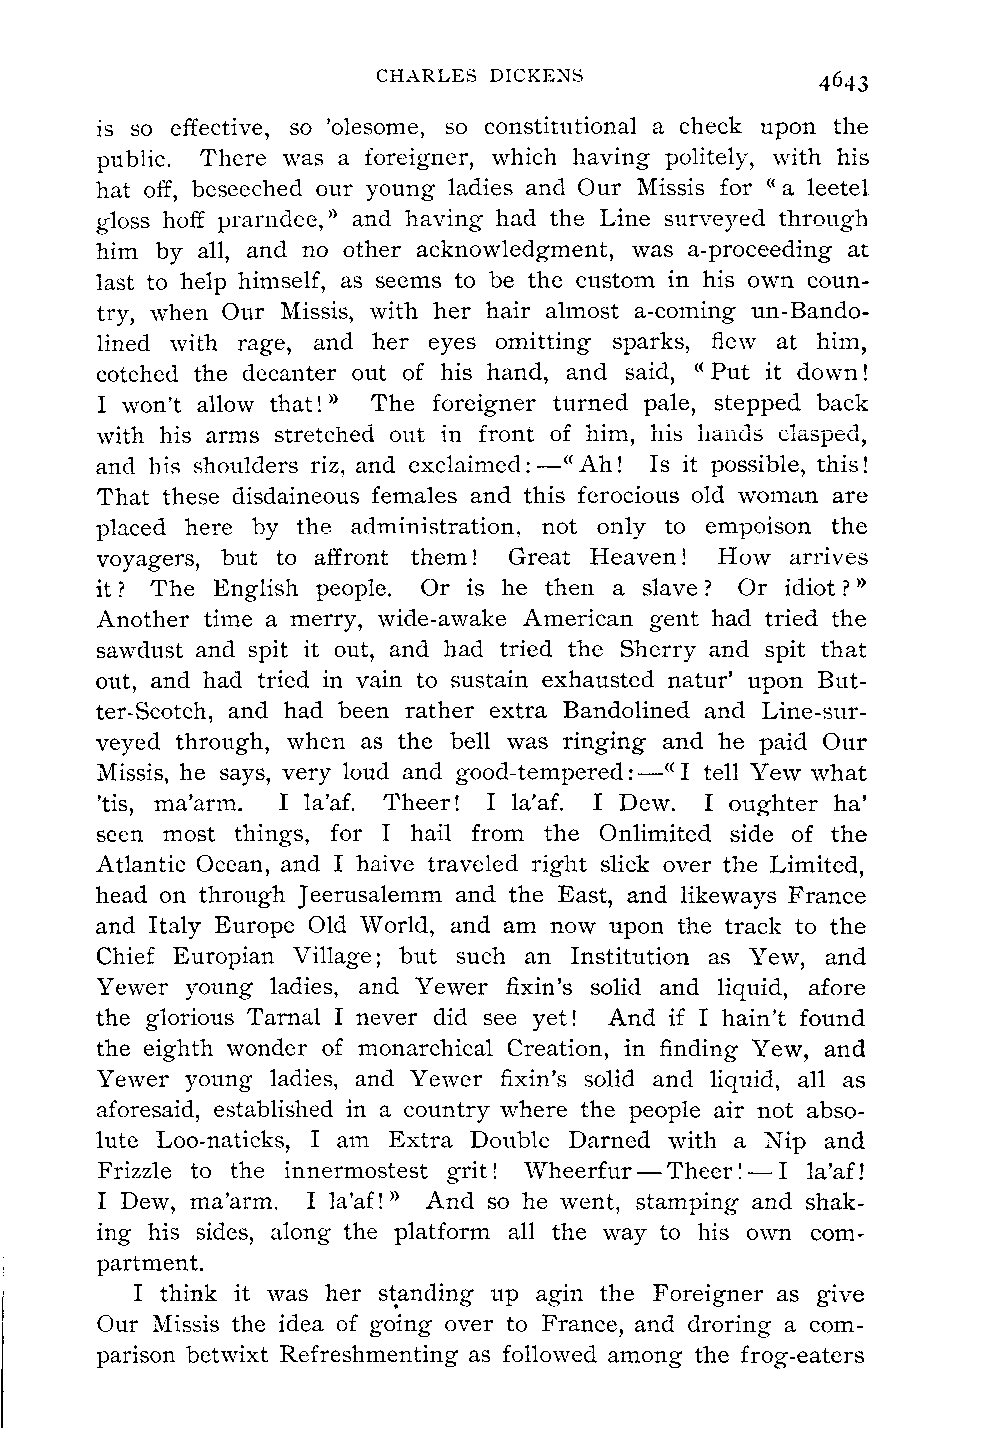 CHARLES DICKENS 4643
is so effective, so 'olesome, so constitutional a check upon the
public. There was a foreigner, which having politely, with his
hat off, beseeched our young ladies and Our Missis for «a leetel
gloss hoff prarndee,» and having had the Line surveyed through
him by all, and no other acknowledgment, was a-proceeding at
last to help himself, as seems to be the custom in his own coun-
try, when Our Missis, with her hair almost a-coming un-Bando-
lined with rage, and her eyes omitting sparks, flew at him,
cotched the decanter out of his hand, and said, «Put it down!
I won't allow that!» The foreigner turned pale, stepped back
with his arms stretched out in front of him, his hands clasped,
and his shoulders riz, and exclaimed:—«Ah! Is it possible, this!
That these disdaineous females and this ferocious old woman are
placed here by the administration, not only to empoison the
voyagers, but to affront them! Great Heaven! How arrives
it? The English people. Or is he then a slave? Or idiot?»
Another time a merry, wide-awake American gent had tried the
sawdust and spit it out, and had tried the Sherry and spit that
out, and had tried in vain to sustain exhausted natur' upon But-
ter-Scotch, and had been rather extra Bandolined and Line-sur-
veyed through, when as the bell was ringing and he paid Our
Missis, he says, very loud and good-tempered:—«I tell Yew what
'tis, ma'arm. I la'af. Theer! I la'af. I Dew. I oughter ha'
seen most things, for I hail from the Onlimited side of the
Atlantic Ocean, and I haive traveled right slick over the Limited,
head on through Jeerusalemm and the East, and likeways France
and Italy Europe Old World, and am now upon the track to the
Chief Europian Village; but such an Institution as Yew, and
Yewer young ladies, and Yewer fixin's solid and liquid, afore
the glorious Tarnal I never did see yet! And if I hain't found
the eighth wonder of monarchical Creation, in finding Yew, and
Yewer young ladies, and Yewer fixin's solid and liquid, all as
aforesaid, established in a country where the people air not abso-
lute Loo-naticks, I am Extra Double Darned with a Nip and
Frizzle to the innermostest grit! Wheerfur—Theer!—I la'af!
I Dew, ma'arm. I la'af!» And so he went, stamping and shak-
ing his sides, along the platform all the way to his own com-
partment.
I think it was her standing up agin the Foreigner as give
Our Missis the idea of going over to France, and droring a com-
parison betwixt Refreshmenting as followed among the frog-eaters